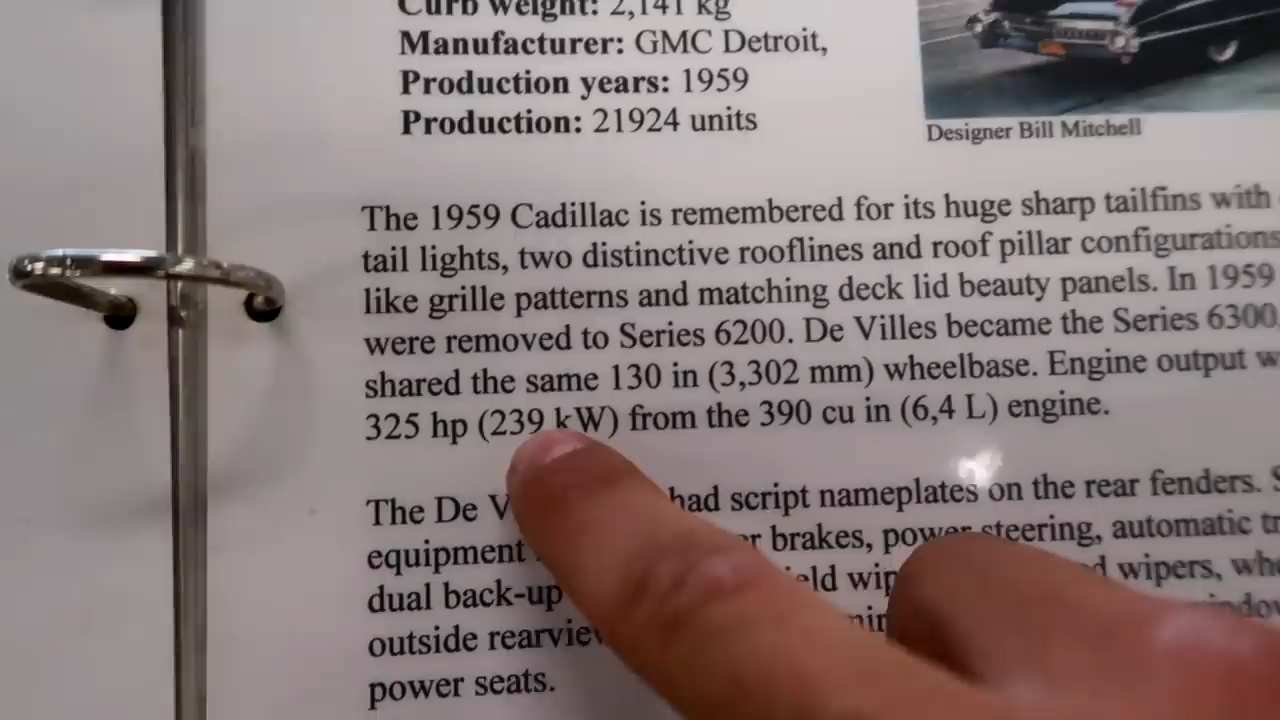 Curb weight: 2,141 kg
Manufacturer: GMC Detroit,
Production years: 1959
Production: 21924 units
Designer Bill Mitchell
The 1959 Cadillac is remembered for its huge sharp tailfins with
tail lights, two distinctive rooflines and roof pillar configurations
like grille patterns and matching deck lid beauty panels. In 1959
were removed to Series 6200. De Villes became the Series 6300
shared the same 130 in (3,302 mm) wheelbase. Engine output
325 hp (239 kW) from the 390 cu in (6,4 L) engine.
The De had script nameplates on the rear fenders.
equipment brakes, power steering, automatic
dual back-up wipers,
outside
power seats.